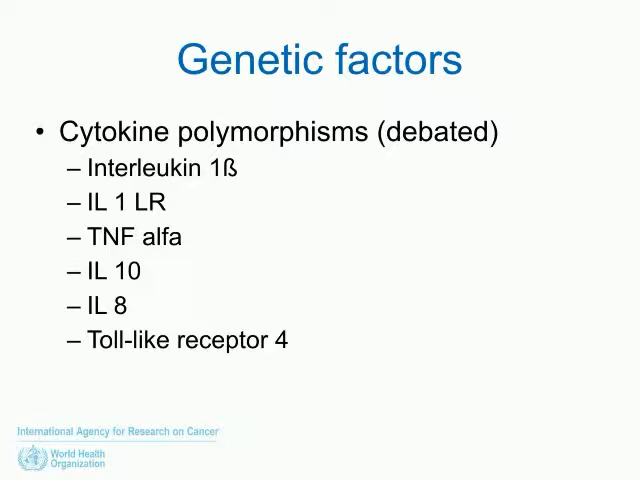 Genetic factors
• Cytokine polymorphisms (debated)
– Interleukin 1ß
– IL 1 LR
– TNF alfa
– IL 10
– IL 8
– Toll-like receptor 4
International Agency for Research on Cancer
World Health
Organization